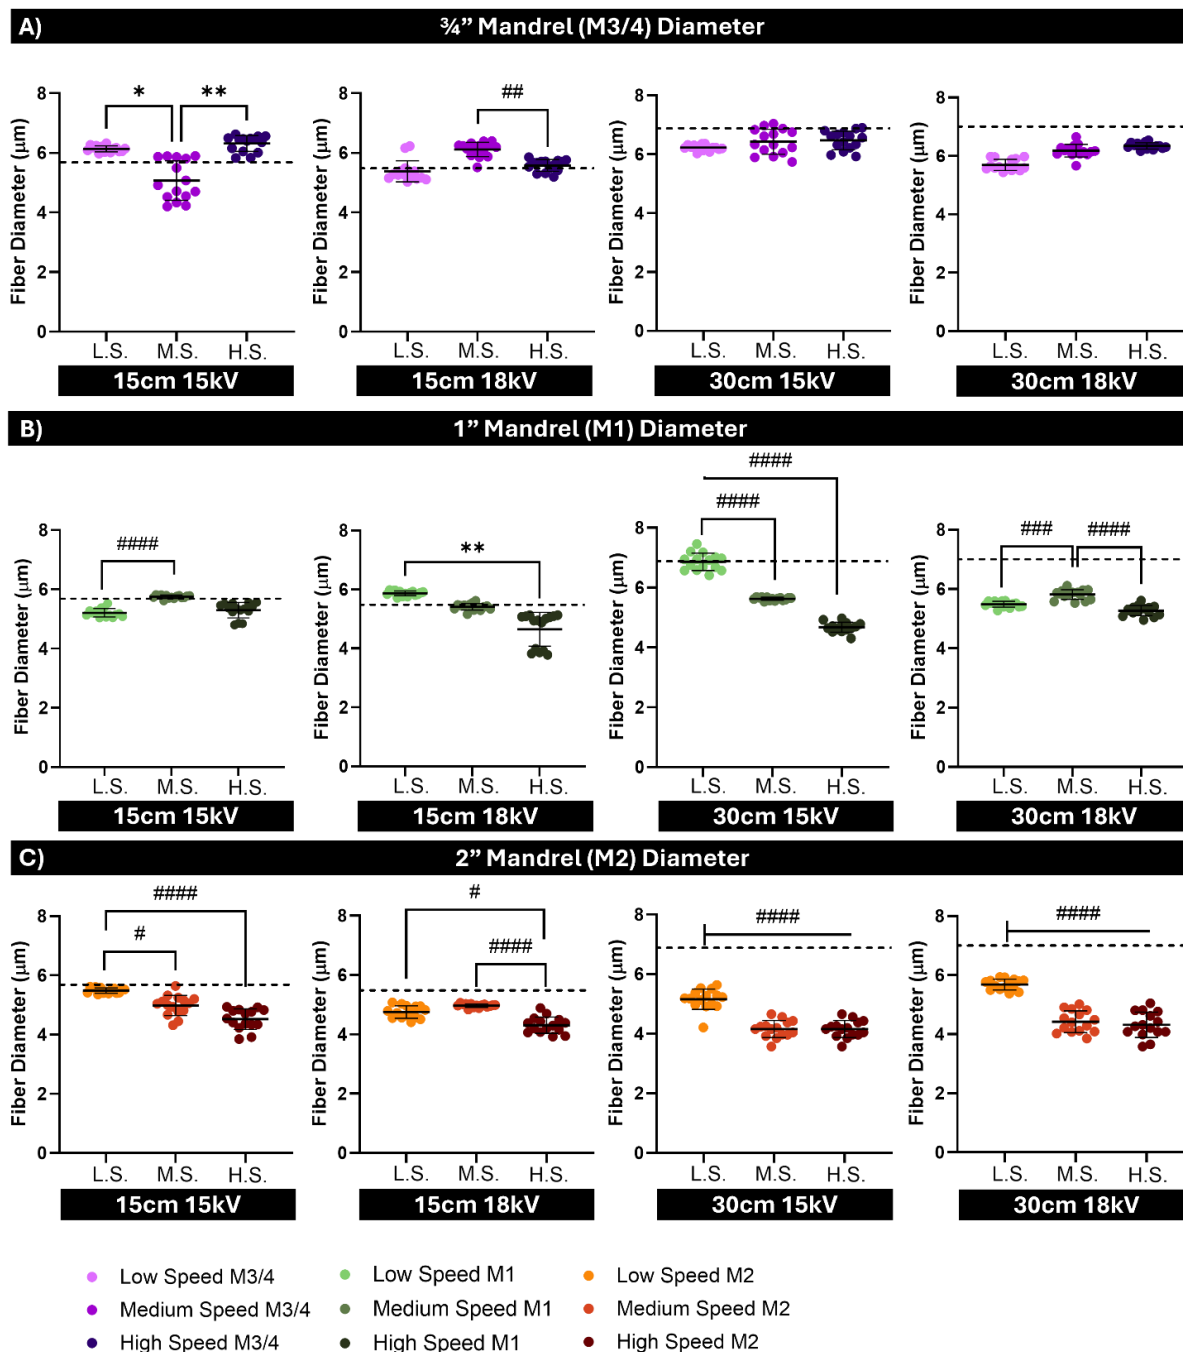 A) ¾” Mandrel (M3/4) Diameter
Fiber Diameter (µm)
8
6
4
2
0
* **
L.S. M.S. H.S.
15cm 15kV
Fiber Diameter (µm)
8
6
4
2
0
##
L.S. M.S. H.S.
15cm 18kV
Fiber Diameter (µm)
8
6
4
2
0
L.S. M.S. H.S.
30cm 15kV
Fiber Diameter (µm)
8
6
4
2
0
L.S. M.S. H.S.
30cm 18kV
B) 1” Mandrel (M1) Diameter
Fiber Diameter (µm)
8
6
4
2
0
####
L.S. M.S. H.S.
15cm 15kV
Fiber Diameter (µm)
8
6
4
2
0
**
L.S. M.S. H.S.
15cm 18kV
Fiber Diameter (µm)
8
6
4
2
0
####
####
L.S. M.S. H.S.
30cm 15kV
Fiber Diameter (µm)
8
6
4
2
0
### ####
L.S. M.S. H.S.
30cm 18kV
C) 2” Mandrel (M2) Diameter
Fiber Diameter (µm)
8
6
4
2
0
####
#
L.S. M.S. H.S.
15cm 15kV
Fiber Diameter (µm)
8
6
4
2
0
#
####
L.S. M.S. H.S.
15cm 18kV
Fiber Diameter (µm)
8
6
4
2
0
####
L.S. M.S. H.S.
30cm 15kV
Fiber Diameter (µm)
8
6
4
2
0
####
L.S. M.S. H.S.
30cm 18kV
Low Speed M3/4
Medium Speed M3/4
High Speed M3/4
Low Speed M1
Medium Speed M1
High Speed M1
Low Speed M2
Medium Speed M2
High Speed M2